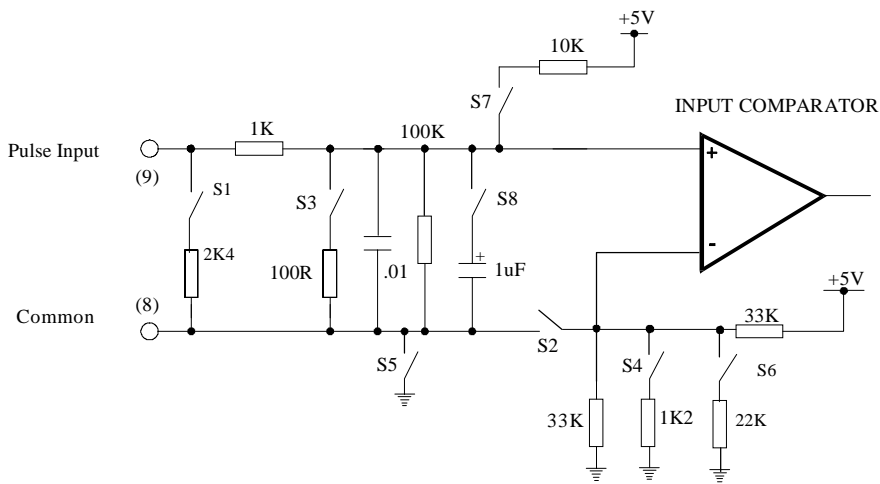 +5V
10K
S7
INPUT COMPARATOR
1K
100K
Pulse Input
+
(9)
S1
S3
S8
-
2K4
100R
.01
+
1uF
+5V
(8)
Common
33K
S2
S5
S4
S6
33K
1K2
22K